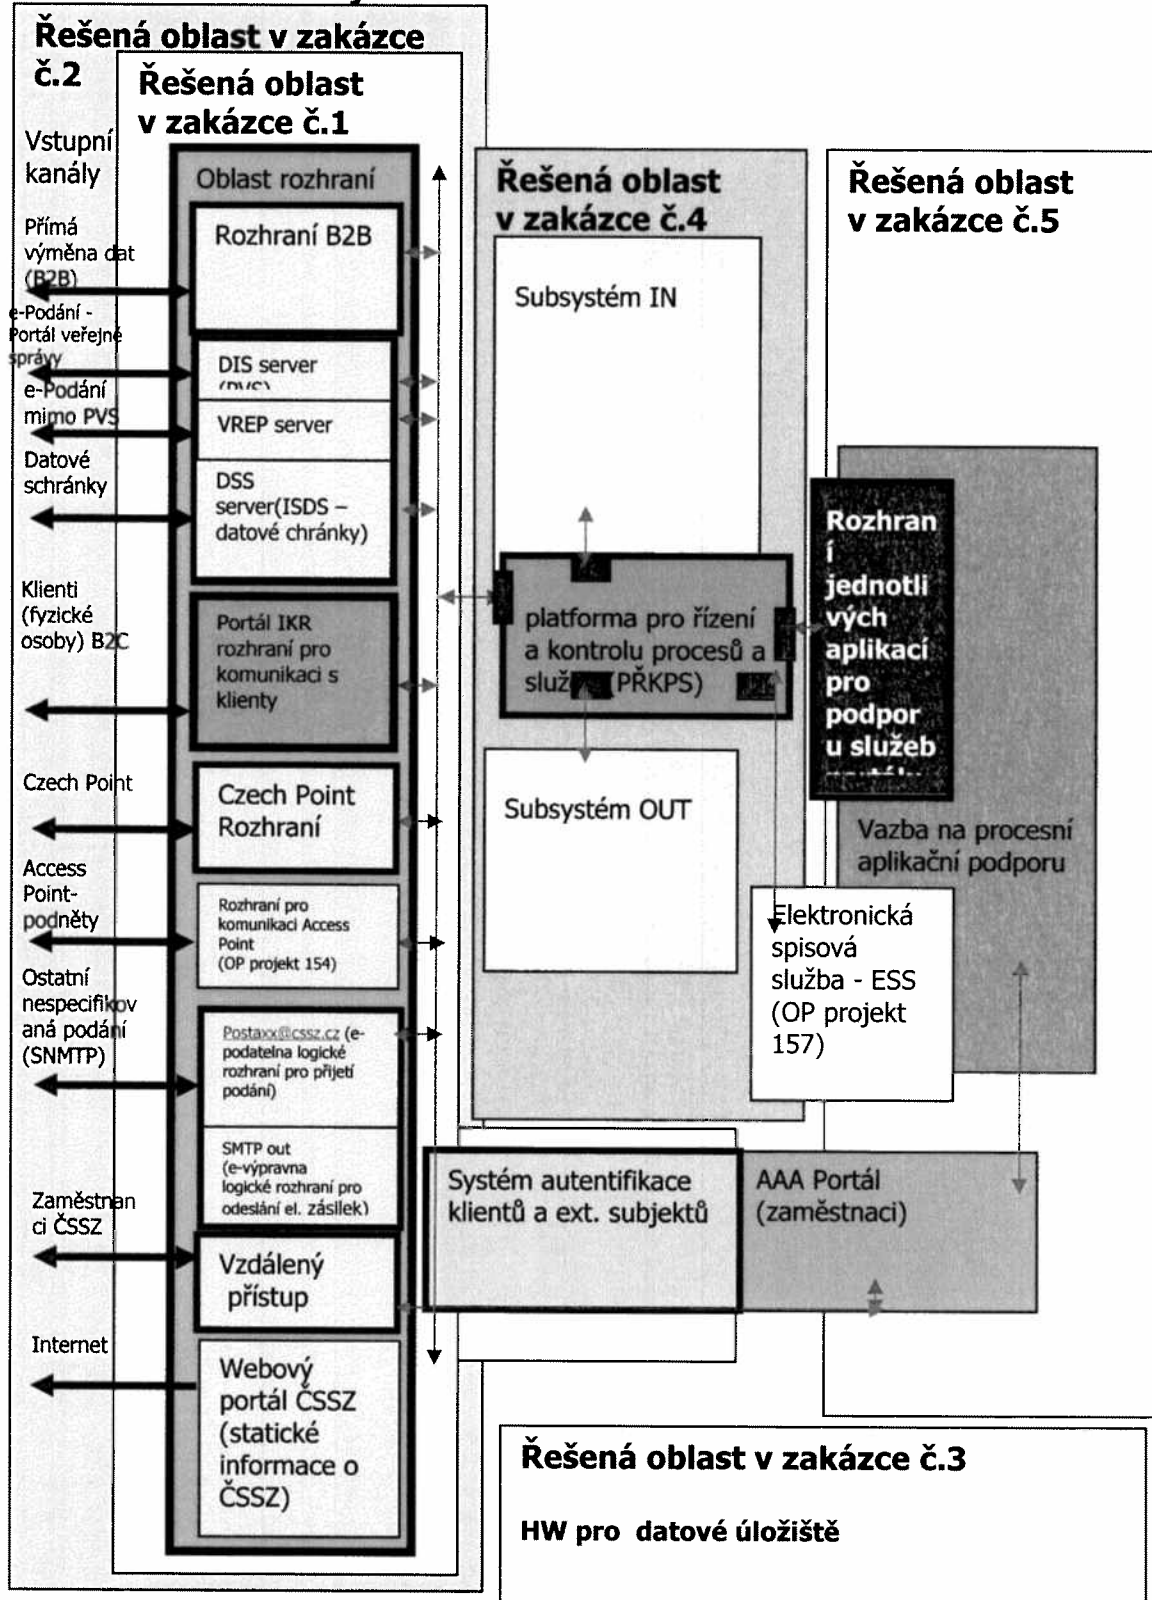 Řešená oblast v zakázce
č.2
Řešená oblast
v zakázce č.1
Vstupní
kanály
Přímá
výměna dat
(B2B)
e-Podání -
Portál veřejné
správy
e-Podání
mimo PVS
Datové
schránky
Klienti
(fyzické
osoby) B2C
Czech Point
Access
Point-
podněty
Ostatní
nespecifikov
aná podání
(SNMTP)
Zaměstnan
ci ČSSZ
Internet
Oblast rozhraní
Rozhraní B2B
DIS server
(PVS)
VREP server
DSS
server(ISDS –
datové chránky)
Portál IKR
rozhraní pro
komunikaci s
klienty
Czech Point
Rozhraní
Rozhraní pro
komunikaci Access
Point
(OP projekt 154)
Postaxx@cssz.cz (e-
podatelna logické
rozhraní pro přijetí
podání)
SMTP out
(e-výpravna
logické rozhraní pro
odeslání el. zásilek)
Vzdálený
přístup
Webový
portál ČSSZ
(statické
informace o
ČSSZ)
Řešená oblast
v zakázce č.4
Subsystém IN
platforma pro řízení
a kontrolu procesů a
(PŘKPS)
Subsystém OUT
Systém autentifikace
klientů a ext. subjektů
Řešená oblast
v zakázce č.5
Rozhran
í
jednotli
vých
aplikací
pro
podpor
u služeb
Vazba na procesní
aplikační podporu
Elektronická
spisová
služba - ESS
(OP projekt
157)
AAA Portál
(zaměstnaci)
Řešená oblast v zakázce č.3
HW pro datové úložiště